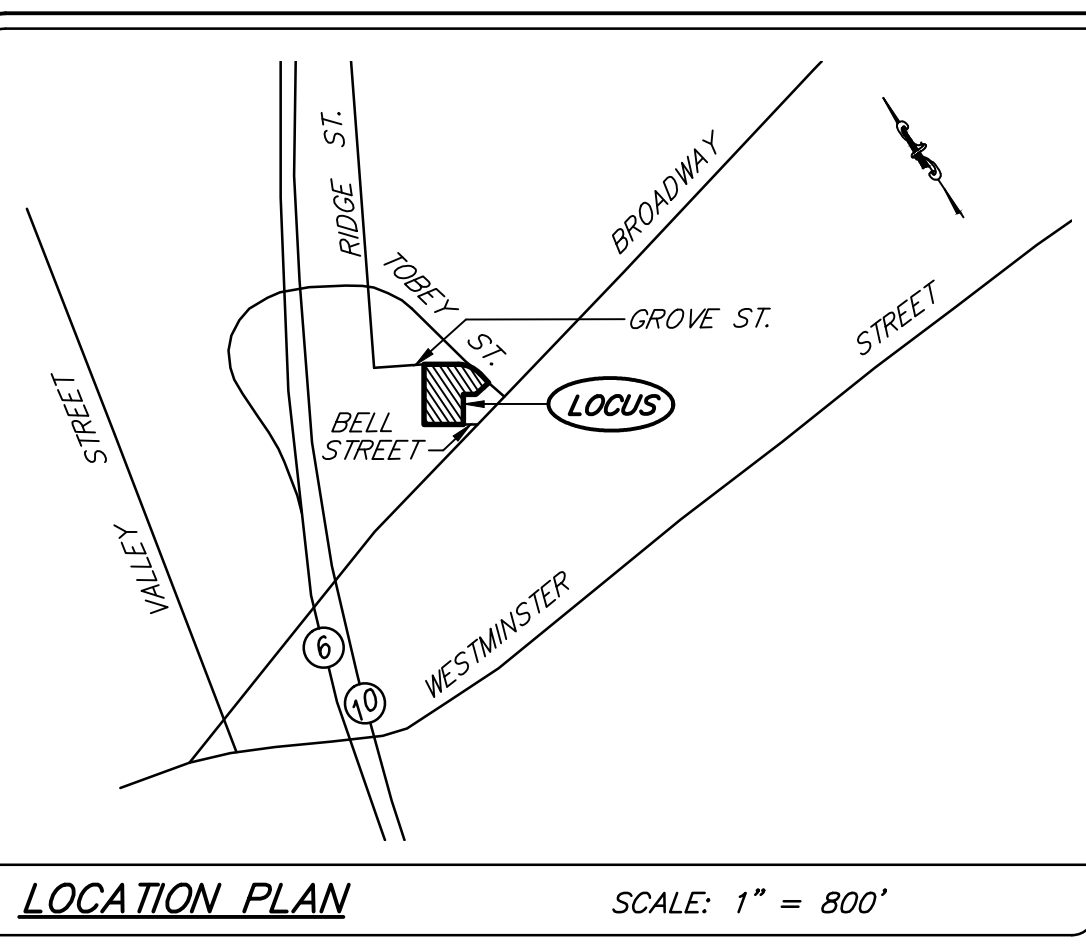 RIDGE ST.
BROADWAY
TOBEY ST.
GROVE ST.
STREET
VALLEY STREET
BELL
STREET
LOCUS
WESTMINSTER
6
10
LOCATION PLAN
SCALE: 1" = 800'